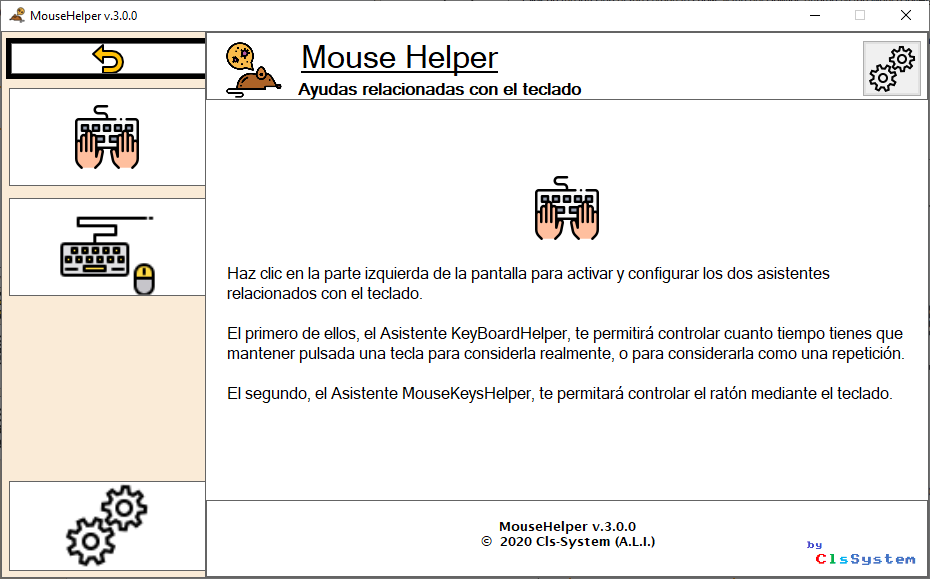 MouseHelper v.3.0.0
Mouse Helper
Ayudas relacionadas con el teclado
Haz clic en la parte izquierda de la pantalla para activar y configurar los dos asistentes
relacionados con el teclado.
El primero de ellos, el Asistente KeyBoardHelper, te permitirá controlar cuanto tiempo tienes que
mantener pulsada una tecla para considerla realmente, o para considerarla como una repetición.
El segundo, el Asistente MouseKeysHelper, te permitará controlar el ratón mediante el teclado.
MouseHelper v.3.0.0
© 2020 Cls-System (A.L.I.)
by
ClsSystem